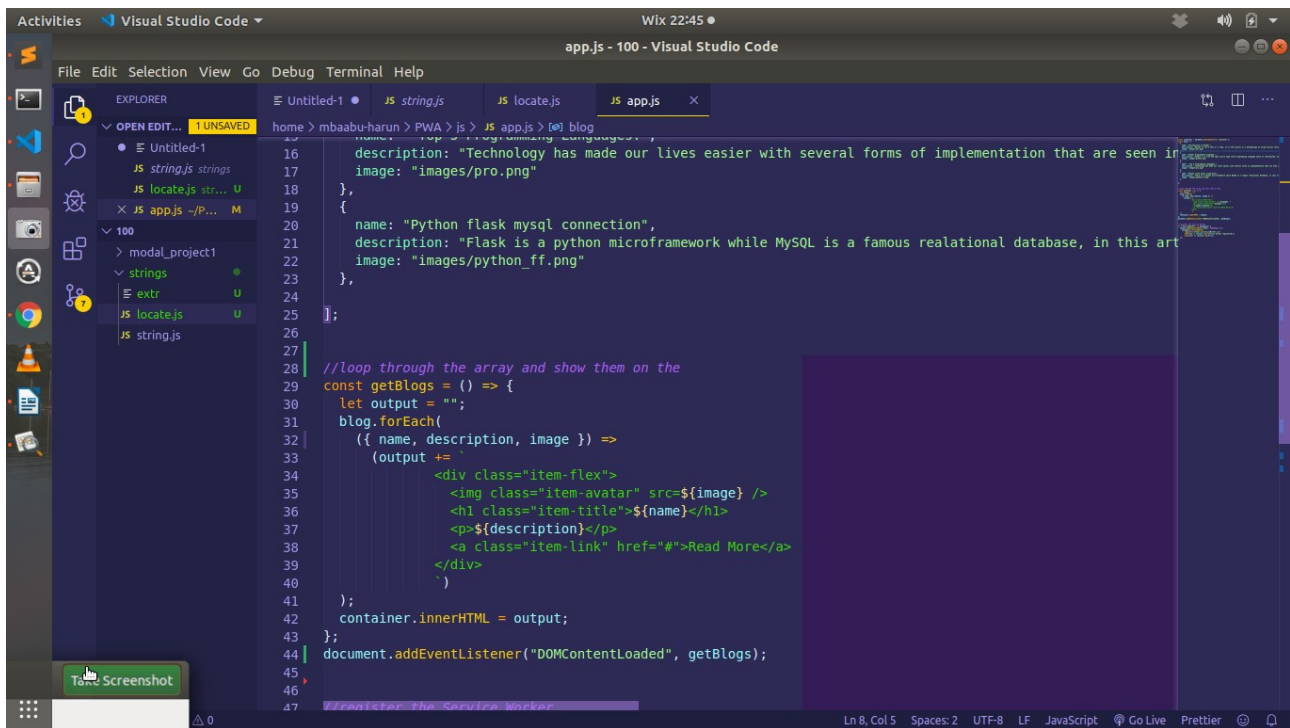 Activities Visual Studio Code Wix 22:45
app.js - 100 - Visual Studio Code
File Edit Selection View Go Debug Terminal Help
EXPLORER
OPEN EDIT... 1 UNSAVED
Untitled-1
JS string.js strings
JS locate.js str... U
JS app.js ~/P... M
100
modal_project1
strings
extr U
JS locate.js U
JS string.js
1
7
Untitled-1 JS string.js JS locate.js JS app.js
home > mbaabu-harun > PWA > js > JS app.js > blog
16 description: "Technology has made our lives easier with several forms of implementation that are seen in
17 image: "images/pro.png"
18 },
19 {
20 name: "Python flask mysql connection",
21 description: "Flask is a python microframework while MySQL is a famous realational database, in this art
22 image: "images/python_ff.png"
23 },
24
25 ];
26
27
28 //loop through the array and show them on the
29 const getBlogs = () => {
30 let output = "";
31 blog.forEach(
32 ({ name, description, image }) =>
33 (output += `
34 <div class="item-flex">
35 <img class="item-avatar" src=${image} />
36 <h1 class="item-title">${name}</h1>
37 <p>${description}</p>
38 <a class="item-link" href="#">Read More</a>
39 </div>
40 `)
41 );
42 container.innerHTML = output;
43 };
44 document.addEventListener("DOMContentLoaded", getBlogs);
45
46
47 //register the Service Worker
Take Screenshot
0
Ln 8, Col 5 Spaces: 2 UTF-8 LF JavaScript Go Live Prettier